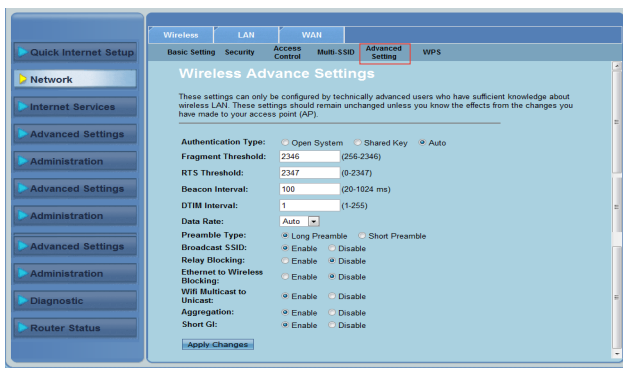 Wireless LAN WAN
Basic Setting Security Access Control Multi-SSID Advanced Setting WPS
Quick Internet Setup
Network
Internet Services
Advanced Settings
Administration
Advanced Settings
Administration
Advanced Settings
Administration
Diagnostic
Router Status
Wireless Advance Settings
These settings can only be configured by technically advanced users who have sufficient knowledge about
wireless LAN. These settings should remain unchanged unless you know the effects from the changes you
have made to your access point (AP).
Authentication Type: Open System Shared Key Auto
Fragment Threshold: 2346 (256-2346)
RTS Threshold: 2347 (0-2347)
Beacon Interval: 100 (20-1024 ms)
DTIM Interval: 1 (1-255)
Data Rate: Auto
Preamble Type: Long Preamble Short Preamble
Broadcast SSID: Enable Disable
Relay Blocking: Enable Disable
Ethernet to Wireless
Blocking: Enable Disable
Wifi Multicast to
Unicast: Enable Disable
Aggregation: Enable Disable
Short GI: Enable Disable
Apply Changes